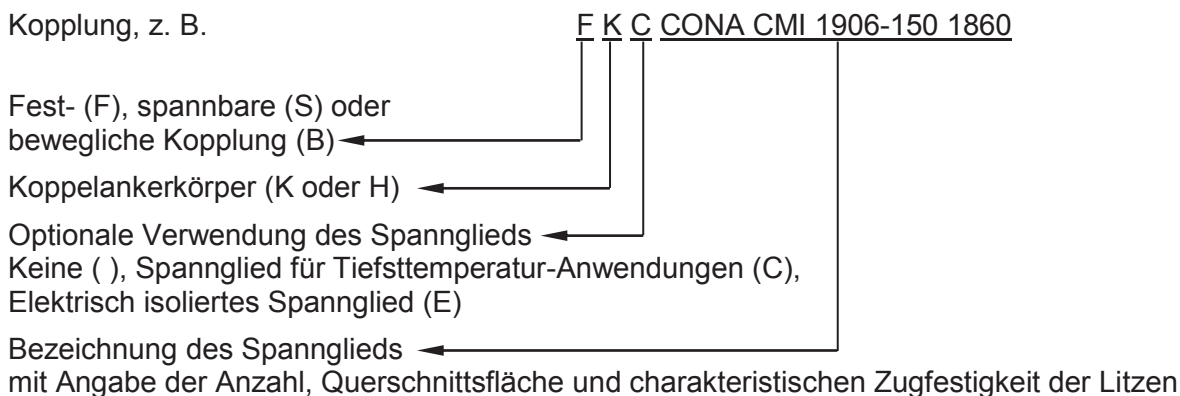 Kopplung, z. B. F K C CONA CMI 1906-150 1860
Fest- (F), spannbare (S) oder
bewegliche Kopplung (B)
Koppelankerkörper (K oder H)
Optionale Verwendung des Spannglieds
Keine ( ), Spannglied für Tiefsttemperatur-Anwendungen (C),
Elektrisch isoliertes Spannglied (E)
Bezeichnung des Spannglieds
mit Angabe der Anzahl, Querschnittsfläche und charakteristischen Zugfestigkeit der Litzen